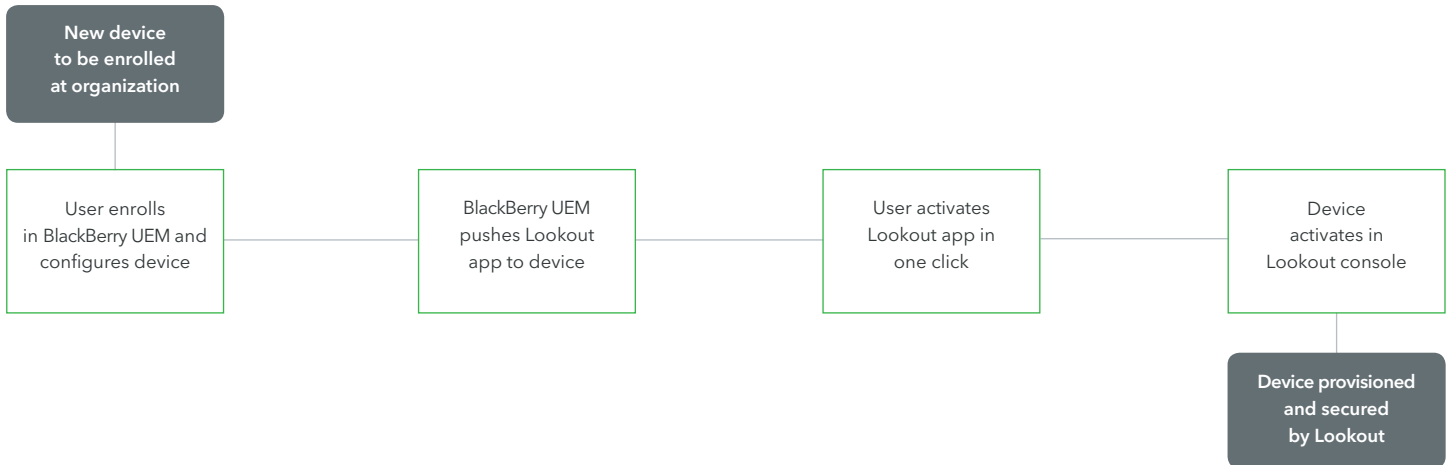 New device
to be enrolled
at organization
User enrolls
in BlackBerry UEM and
configures device
BlackBerry UEM
pushes Lookout
app to device
User activates
Lookout app in
one click
Device
activates in
Lookout console
Device provisioned
and secured
by Lookout